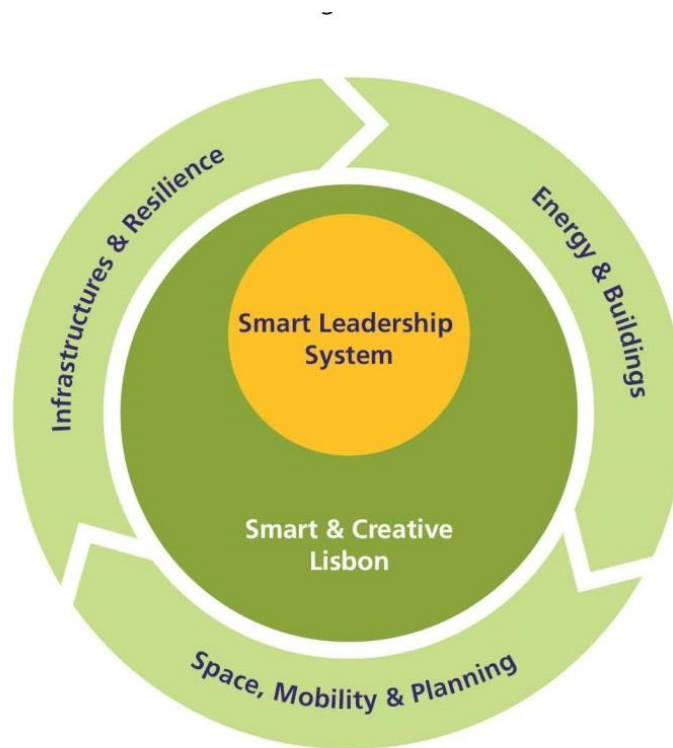 Infrastructures & Resilience
Energy & Buildings
Smart Leadership
System
Smart & Creative
Lisbon
Space, Mobility & Planning